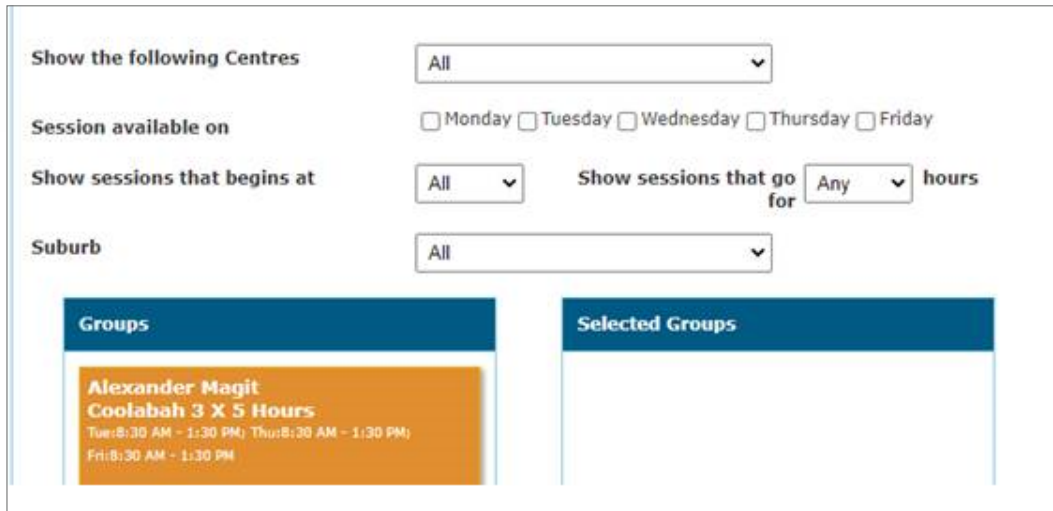 Show the following Centres All
Session available on Monday Tuesday Wednesday Thursday Friday
Show sessions that begins at All Show sessions that go for Any hours
Suburb All
Groups
Selected Groups
Alexander Magit
Coolabah 3 X 5 Hours
Tue:8:30 AM - 1:30 PM; Thu:8:30 AM - 1:30 PM;
Fri:8:30 AM - 1:30 PM